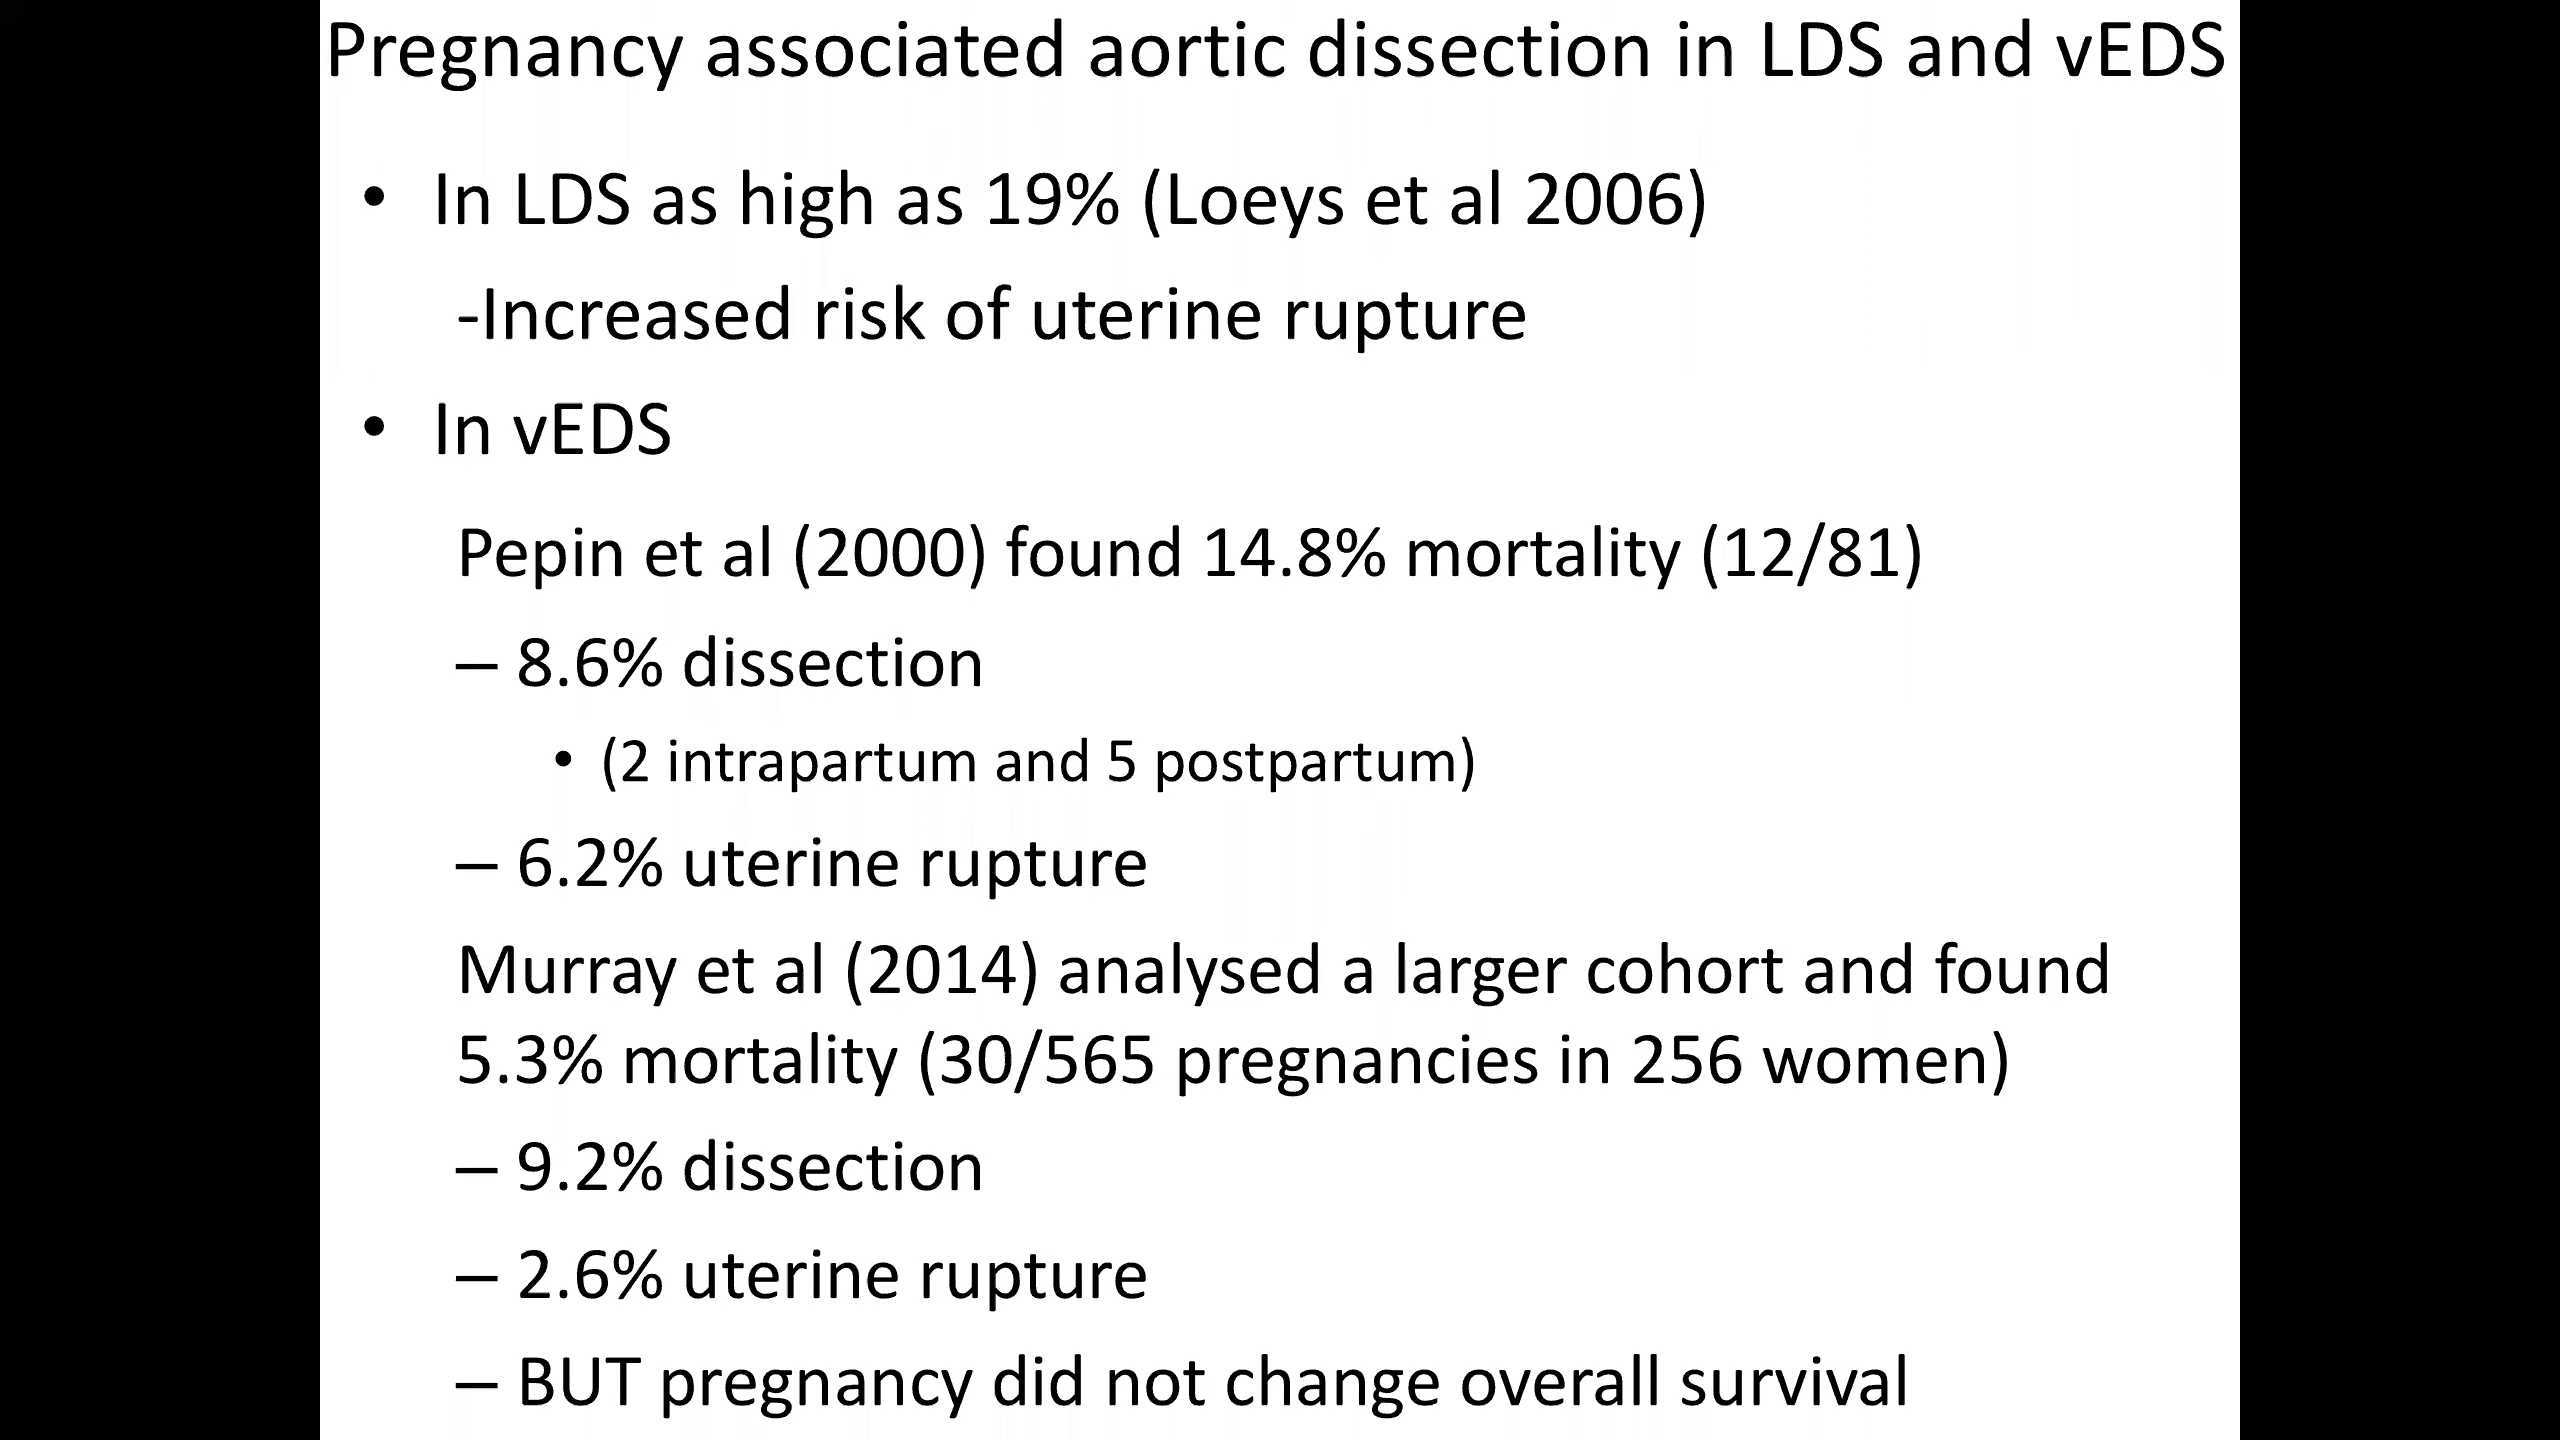 Pregnancy associated aortic dissection in LDS and vEDS
• In LDS as high as 19% (Loeys et al 2006)
-Increased risk of uterine rupture
• In vEDS
Pepin et al (2000) found 14.8% mortality (12/81)
– 8.6% dissection
• (2 intrapartum and 5 postpartum)
– 6.2% uterine rupture
Murray et al (2014) analysed a larger cohort and found
5.3% mortality (30/565 pregnancies in 256 women)
– 9.2% dissection
– 2.6% uterine rupture
– BUT pregnancy did not change overall survival